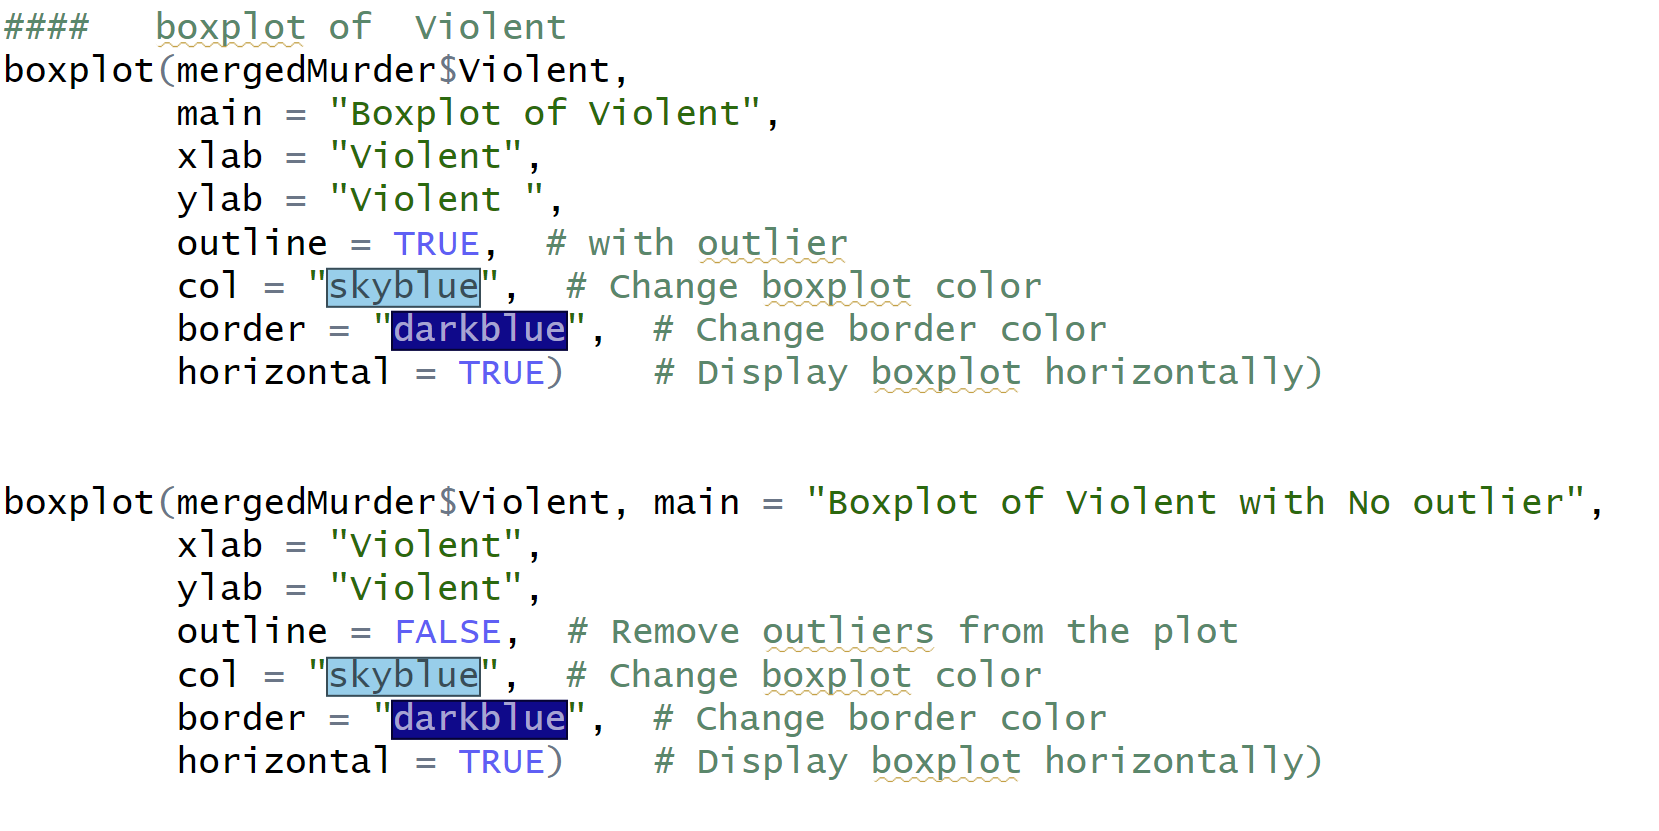 ####   boxplot of  Violent
boxplot(mergedMurder$Violent,
        main = "Boxplot of Violent",
        xlab = "Violent",
        ylab = "Violent ",
        outline = TRUE,  # with outlier
        col = "skyblue",  # Change boxplot color
        border = "darkblue",  # Change border color
        horizontal = TRUE)    # Display boxplot horizontally)
boxplot(mergedMurder$Violent, main = "Boxplot of Violent with No outlier",
        xlab = "Violent",
        ylab = "Violent",
        outline = FALSE,  # Remove outliers from the plot
        col = "skyblue",  # Change boxplot color
        border = "darkblue",  # Change border color
        horizontal = TRUE)    # Display boxplot horizontally)